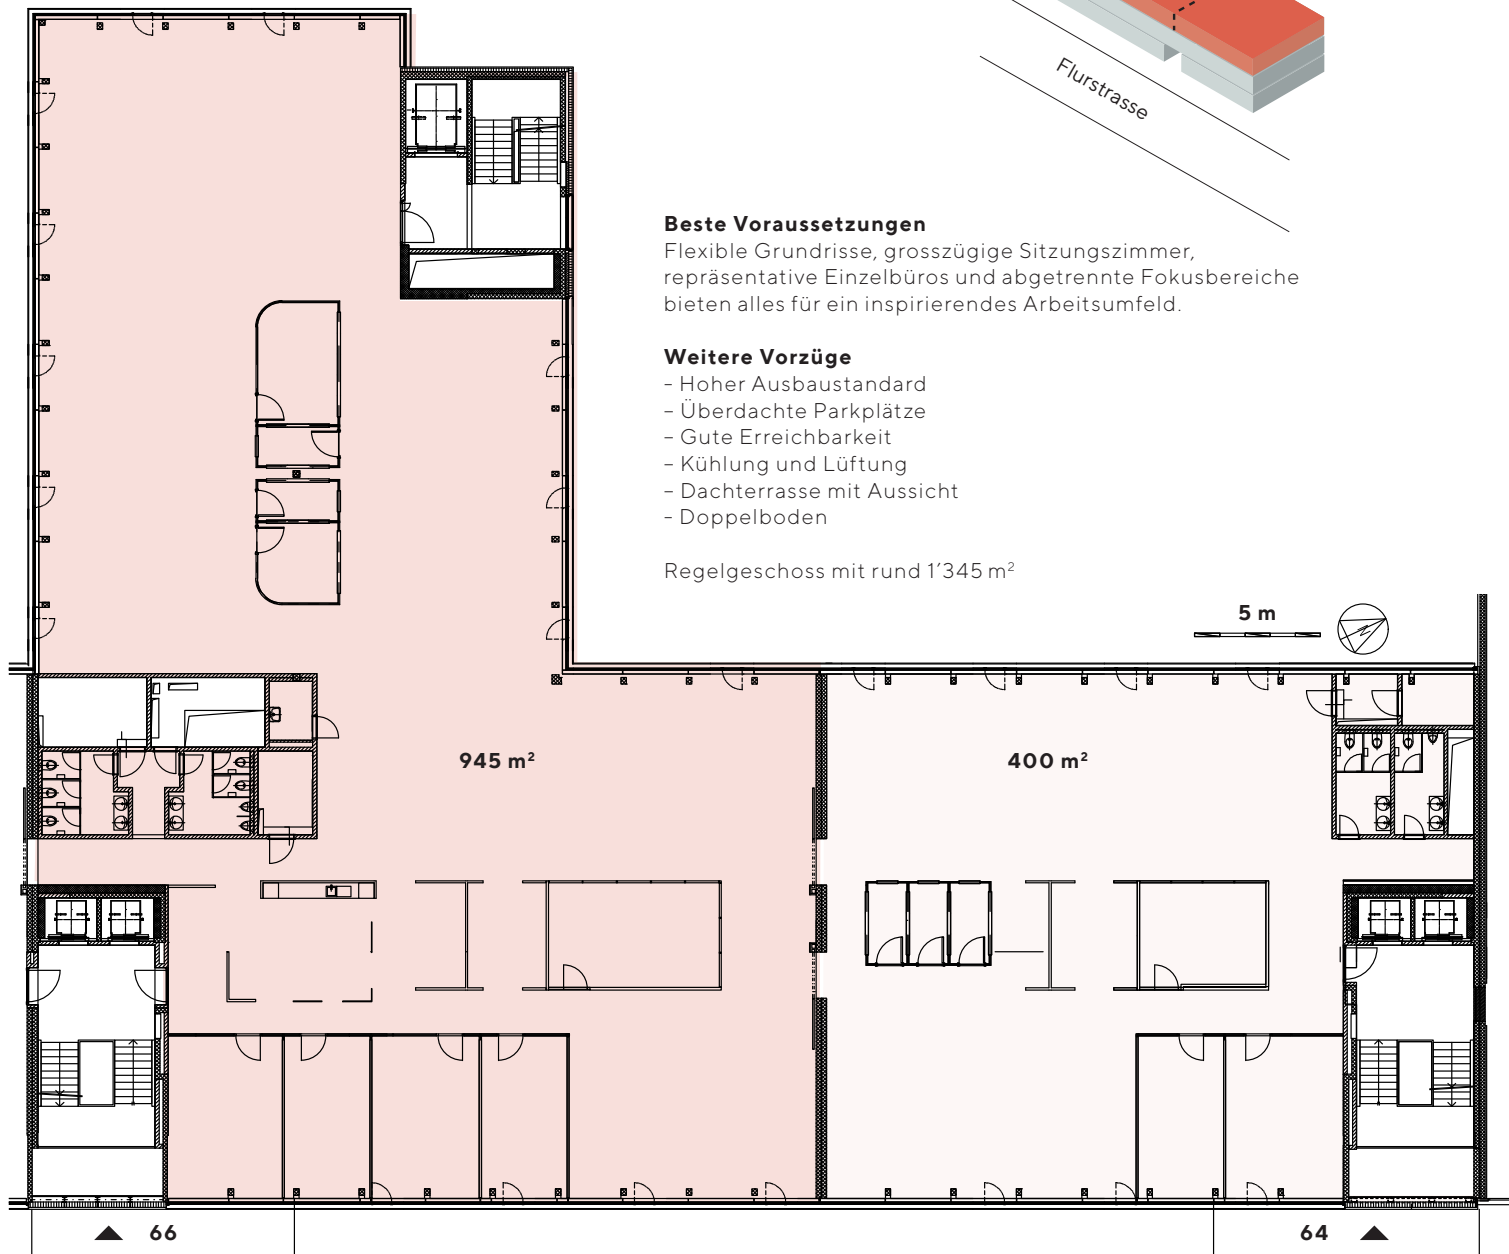 Flurstrasse
Beste Voraussetzungen
Flexible Grundrisse, grosszügige Sitzungszimmer,
repräsentative Einzelbüros und abgetrennte Fokusbereiche
bieten alles für ein inspirierendes Arbeitsumfeld.
Weitere Vorzüge
– Hoher Ausbaustandard
– Überdachte Parkplätze
– Gute Erreichbarkeit
– Kühlung und Lüftung
– Dachterrasse mit Aussicht
- Doppelboden
Regelgeschoss mit rund 1’345 m²
5 m
945 m²
400 m²
66
64